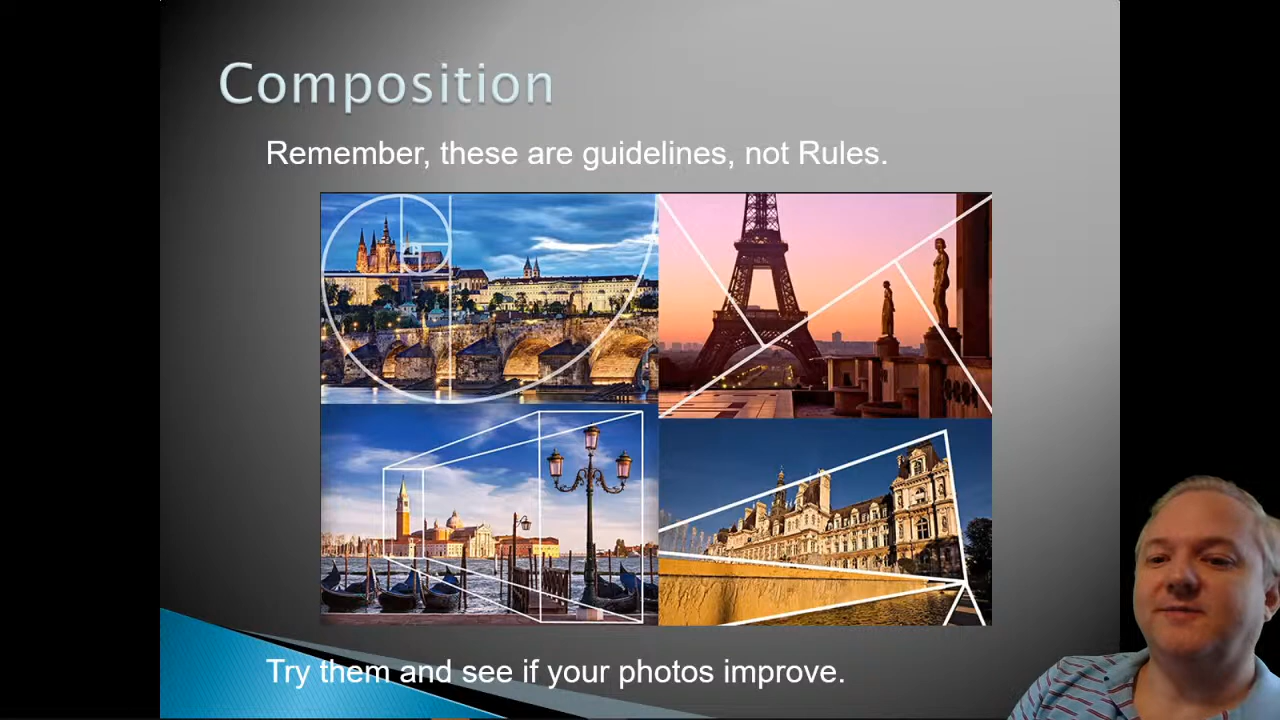 Composition
Remember, these are guidelines, not Rules.
Try them and see if your photos improve.